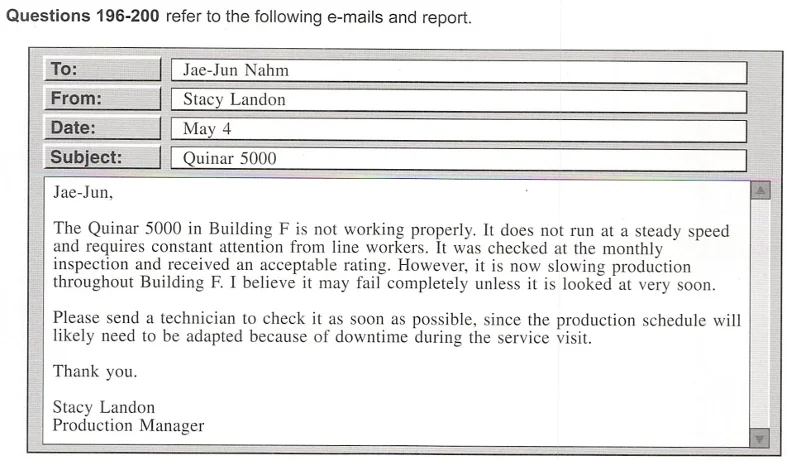 Questions 196-200 refer to the following e-mails and report.
To: Jae-Jun Nahm
From: Stacy Landon
Date: May 4
Subject: Quinar 5000
Jae-Jun,
The Quinar 5000 in Building F is not working properly. It does not run at a steady speed
and requires constant attention from line workers. It was checked at the monthly
inspection and received an acceptable rating. However, it is now slowing production
throughout Building F. I believe it may fail completely unless it is looked at very soon.
Please send a technician to check it as soon as possible, since the production schedule will
likely need to be adapted because of downtime during the service visit.
Thank you.
Stacy Landon
Production Manager